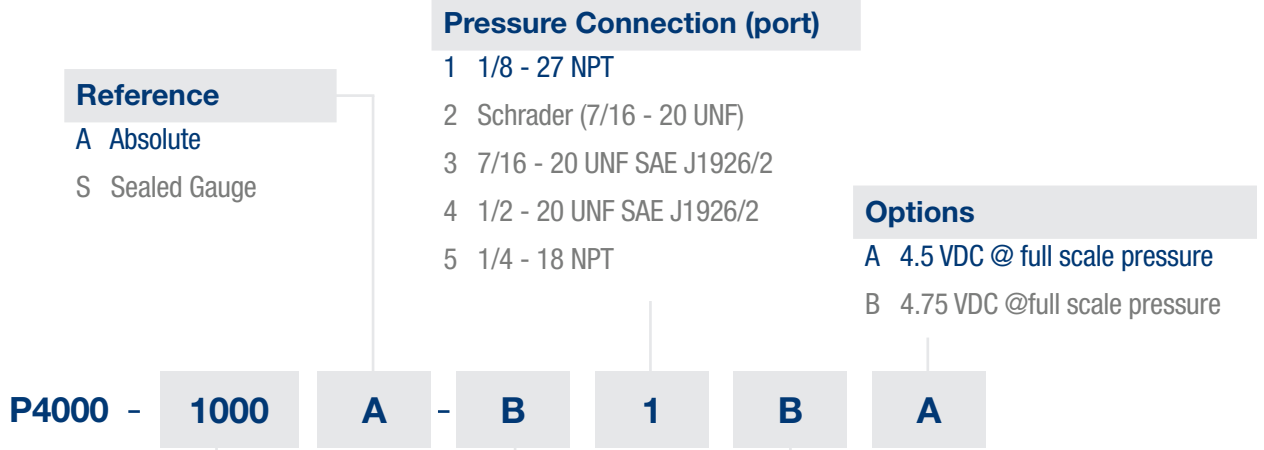 Pressure Connection (port)
1 1/8 - 27 NPT
2 Schrader (7/16 - 20 UNF)
3 7/16 - 20 UNF SAE J1926/2
4 1/2 - 20 UNF SAE J1926/2
5 1/4 - 18 NPT
Reference
A Absolute
S Sealed Gauge
Options
A 4.5 VDC @ full scale pressure
B 4.75 VDC @full scale pressure
P4000 - 1000 A - B 1 B A